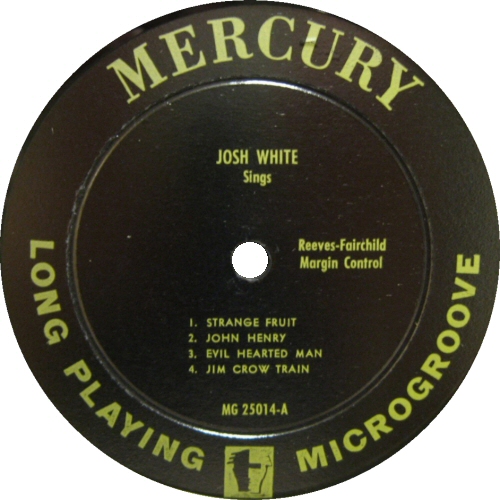 MERCURY
JOSH WHITE
Sings
Reeves-Fairchild
Margin Control
1. STRANGE FRUIT
2. JOHN HENRY
3. EVIL HEARTED MAN
4. JIM CROW TRAIN
MG 25014-A
LONG PLAYING MICROGROOVE